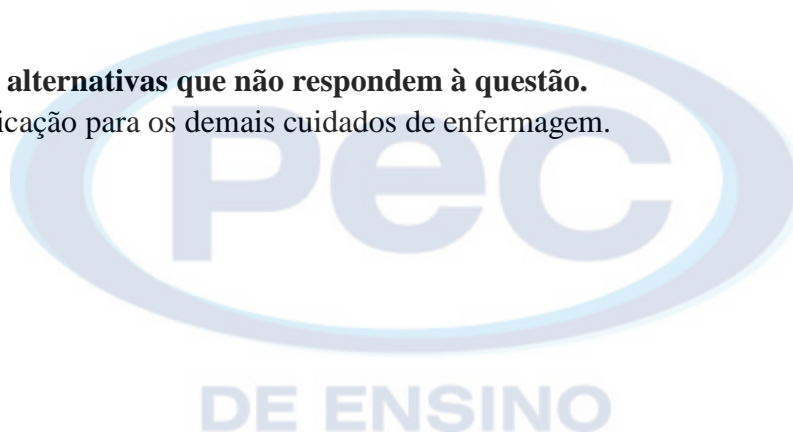 alternativas que não respondem à questão.
icação para os demais cuidados de enfermagem.
Pec
DE ENSINO